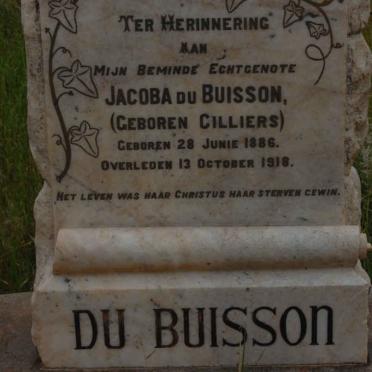 TER HERINNERING
AAN
MIJN BEMINDE ECHTGENOTE
JACOBA DU BUISSON,
(GEBOREN CILLIERS)
GEBOREN 28 JUNIE 1886.
OVERLEDEN 13 OCTOBER 1918.
HET LEVEN WAS HAAR CHRISTUS HAAR STERVEN GEWIN.
DU BUISSON